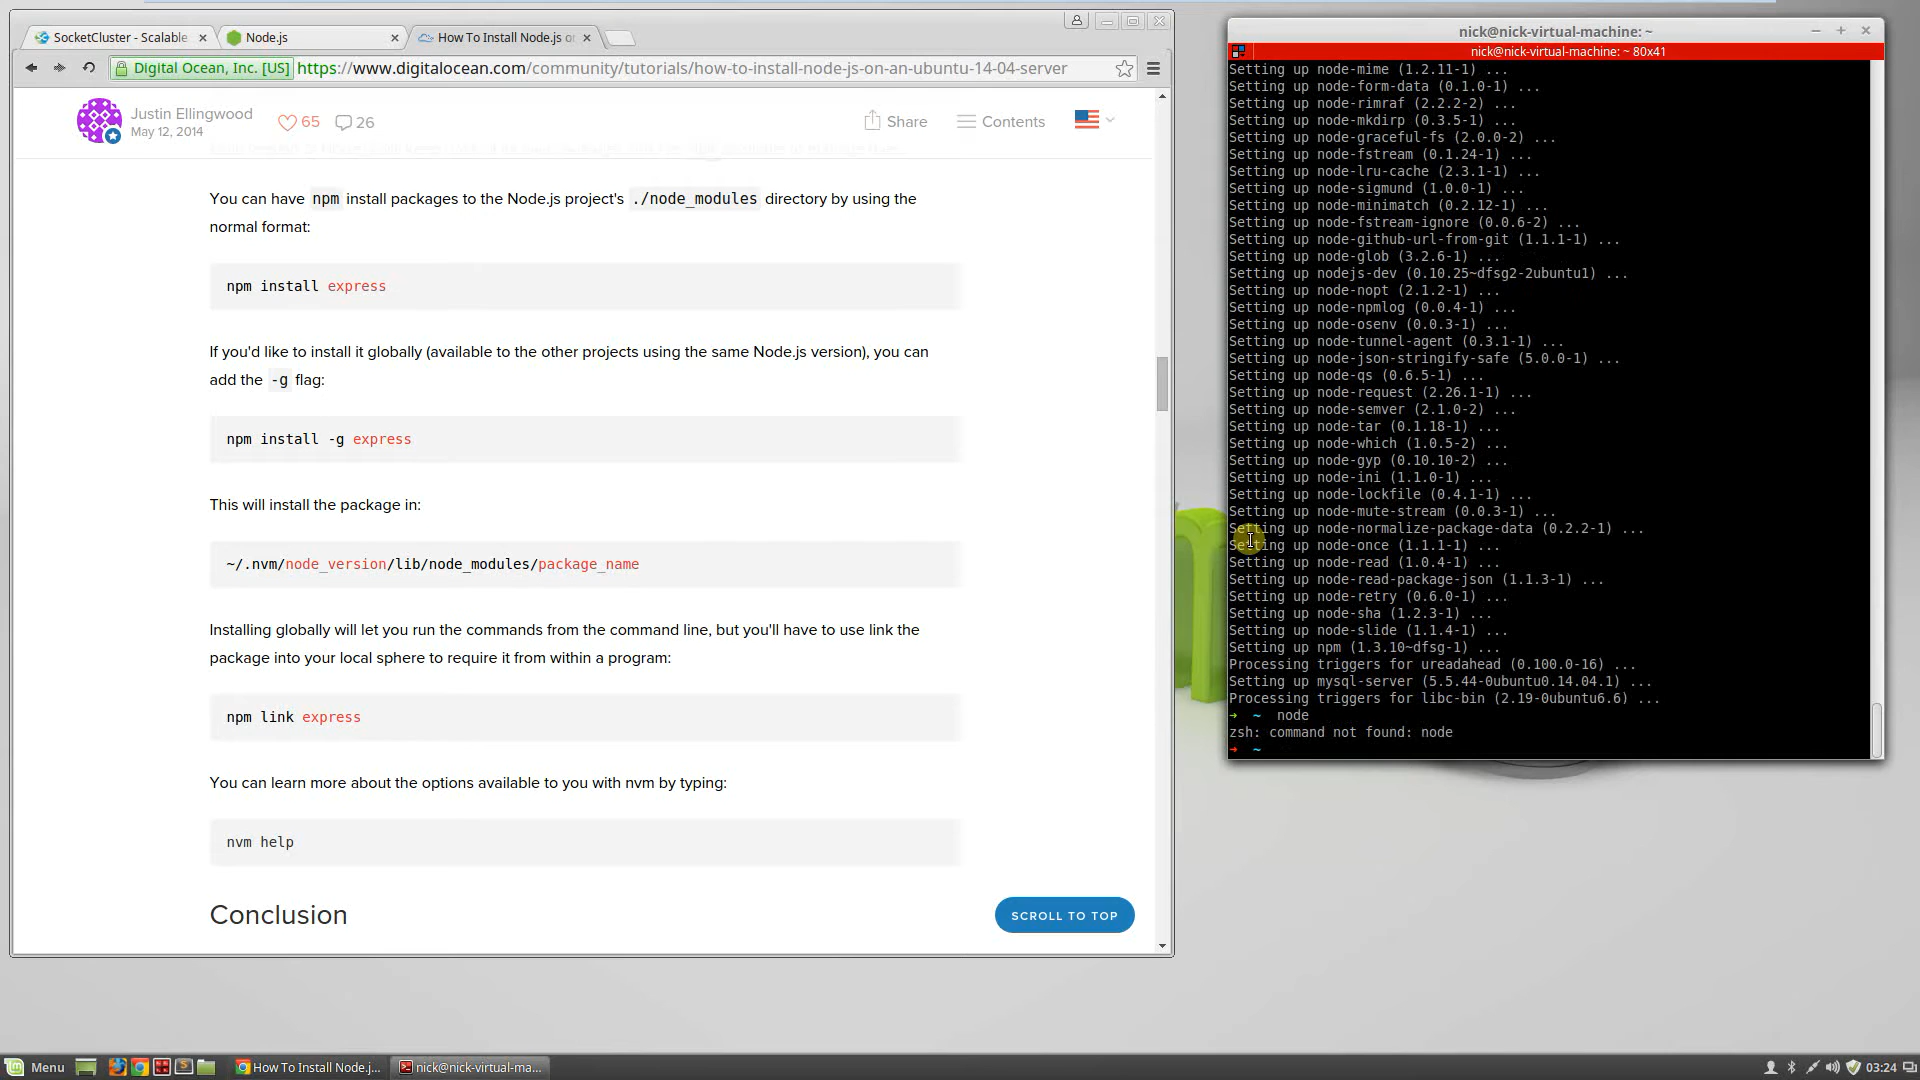 SocketCluster - Scalable
Node.js
How To Install Node.js o
Digital Ocean, Inc. [US]
https://www.digitalocean.com/community/tutorials/how-to-install-node-js-on-an-ubuntu-14-04-server
Justin Ellingwood
May 12, 2014
65
26
Share
Contents
You can have npm install packages to the Node.js project's ./node_modules directory by using the
normal format:
npm install express
If you'd like to install it globally (available to the other projects using the same Node.js version), you can
add the -g flag:
npm install -g express
This will install the package in:
~/.nvm/node_version/lib/node_modules/package_name
Installing globally will let you run the commands from the command line, but you'll have to use link the
package into your local sphere to require it from within a program:
npm link express
You can learn more about the options available to you with nvm by typing:
nvm help
Conclusion
SCROLL TO TOP
nick@nick-virtual-machine: ~
nick@nick-virtual-machine: ~ 80x41
Setting up node-mime (1.2.11-1) ...
Setting up node-form-data (0.1.0-1) ...
Setting up node-rimraf (2.2.2-2) ...
Setting up node-mkdirp (0.3.5-1) ...
Setting up node-graceful-fs (2.0.0-2) ...
Setting up node-fstream (0.1.24-1) ...
Setting up node-lru-cache (2.3.1-1) ...
Setting up node-sigmund (1.0.0-1) ...
Setting up node-minimatch (0.2.12-1) ...
Setting up node-fstream-ignore (0.0.6-2) ...
Setting up node-github-url-from-git (1.1.1-1) ...
Setting up node-glob (3.2.6-1) ...
Setting up nodejs-dev (0.10.25~dfsg2-2ubuntu1) ...
Setting up node-nopt (2.1.2-1) ...
Setting up node-npmlog (0.0.4-1) ...
Setting up node-osenv (0.0.3-1) ...
Setting up node-tunnel-agent (0.3.1-1) ...
Setting up node-json-stringify-safe (5.0.0-1) ...
Setting up node-qs (0.6.5-1) ...
Setting up node-request (2.26.1-1) ...
Setting up node-semver (2.1.0-2) ...
Setting up node-tar (0.1.18-1) ...
Setting up node-which (1.0.5-2) ...
Setting up node-gyp (0.10.10-2) ...
Setting up node-ini (1.1.0-1) ...
Setting up node-lockfile (0.4.1-1) ...
Setting up node-mute-stream (0.0.3-1) ...
Setting up node-normalize-package-data (0.2.2-1) ...
Setting up node-once (1.1.1-1) ...
Setting up node-read (1.0.4-1) ...
Setting up node-read-package-json (1.1.3-1) ...
Setting up node-retry (0.6.0-1) ...
Setting up node-sha (1.2.3-1) ...
Setting up node-slide (1.1.4-1) ...
Setting up npm (1.3.10~dfsg-1) ...
Processing triggers for ureadahead (0.100.0-16) ...
Setting up mysql-server (5.5.44-0ubuntu0.14.04.1) ...
Processing triggers for libc-bin (2.19-0ubuntu6.6) ...
➜ ~ node
zsh: command not found: node
➜ ~
Menu
How To Install Node.j...
nick@nick-virtual-ma...
03:24